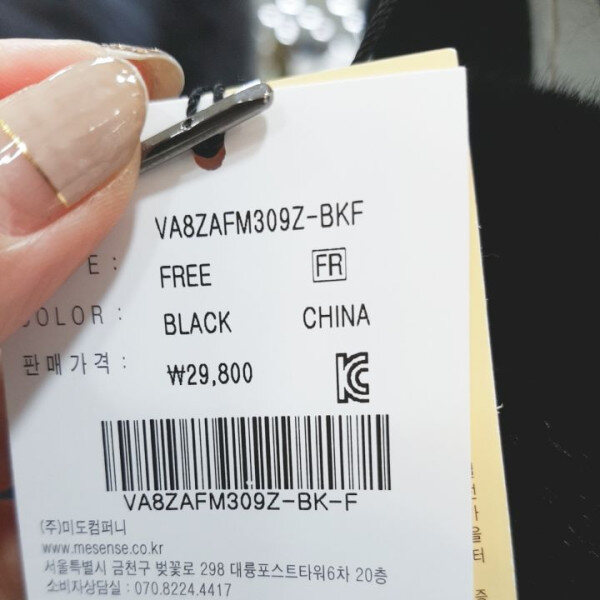 VA8ZAFM309Z-BKF
E : FREE FR
COLOR : BLACK CHINA
판매가격 : ₩29,800
VA8ZAFM309Z-BK-F
(주)미도컴퍼니
www.mesense.co.kr
서울특별시 금천구 벚꽃로 298 대륭포스트타워6차 20층
소비자상담실 : 070.8224.4417